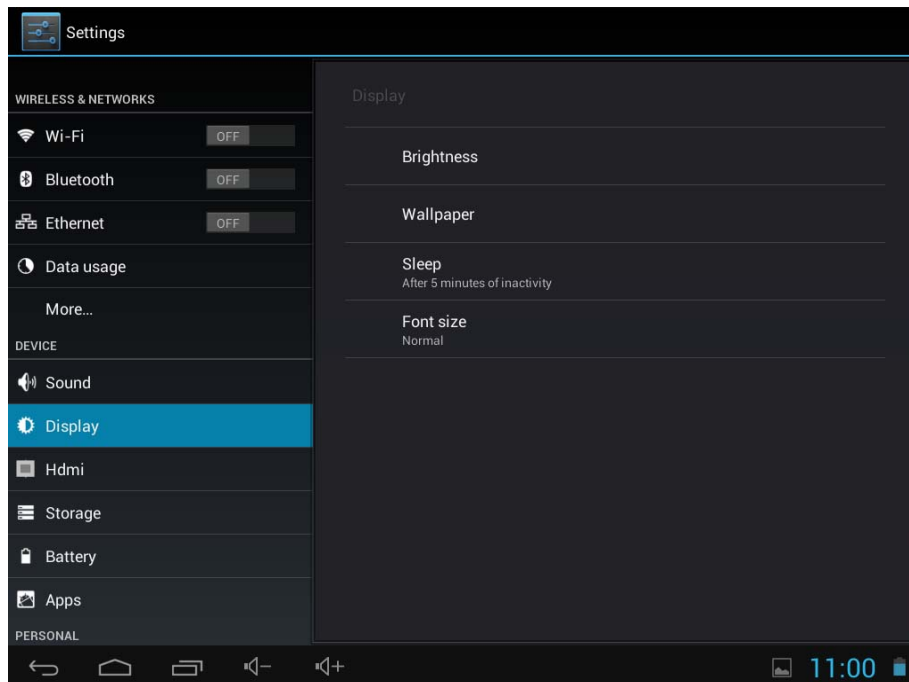 Settings
WIRELESS & NETWORKS
Wi-Fi OFF
Bluetooth OFF
Ethernet OFF
Data usage
More...
DEVICE
Sound
Display
Hdmi
Storage
Battery
Apps
PERSONAL
Display
Brightness
Wallpaper
Sleep
After 5 minutes of inactivity
Font size
Normal
11:00